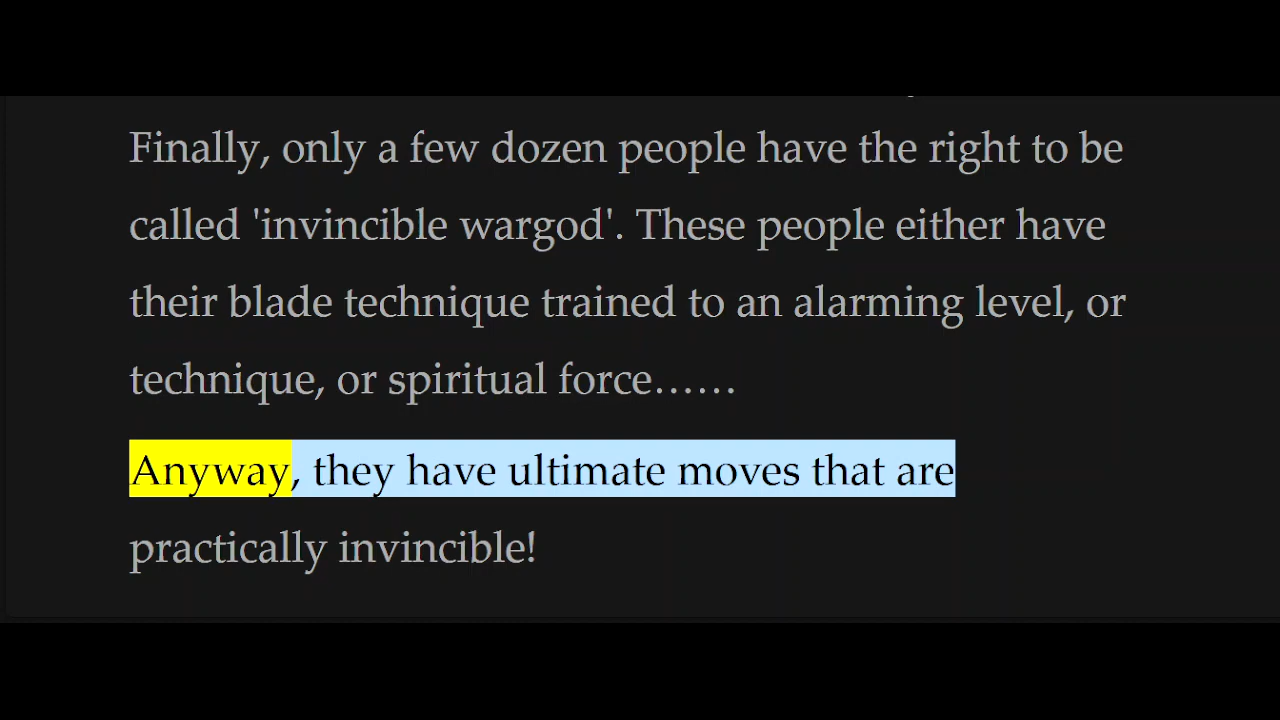 Finally, only a few dozen people have the right to be
called 'invincible wargod'. These people either have
their blade technique trained to an alarming level, or
technique, or spiritual force……
Anyway, they have ultimate moves that are
practically invincible!